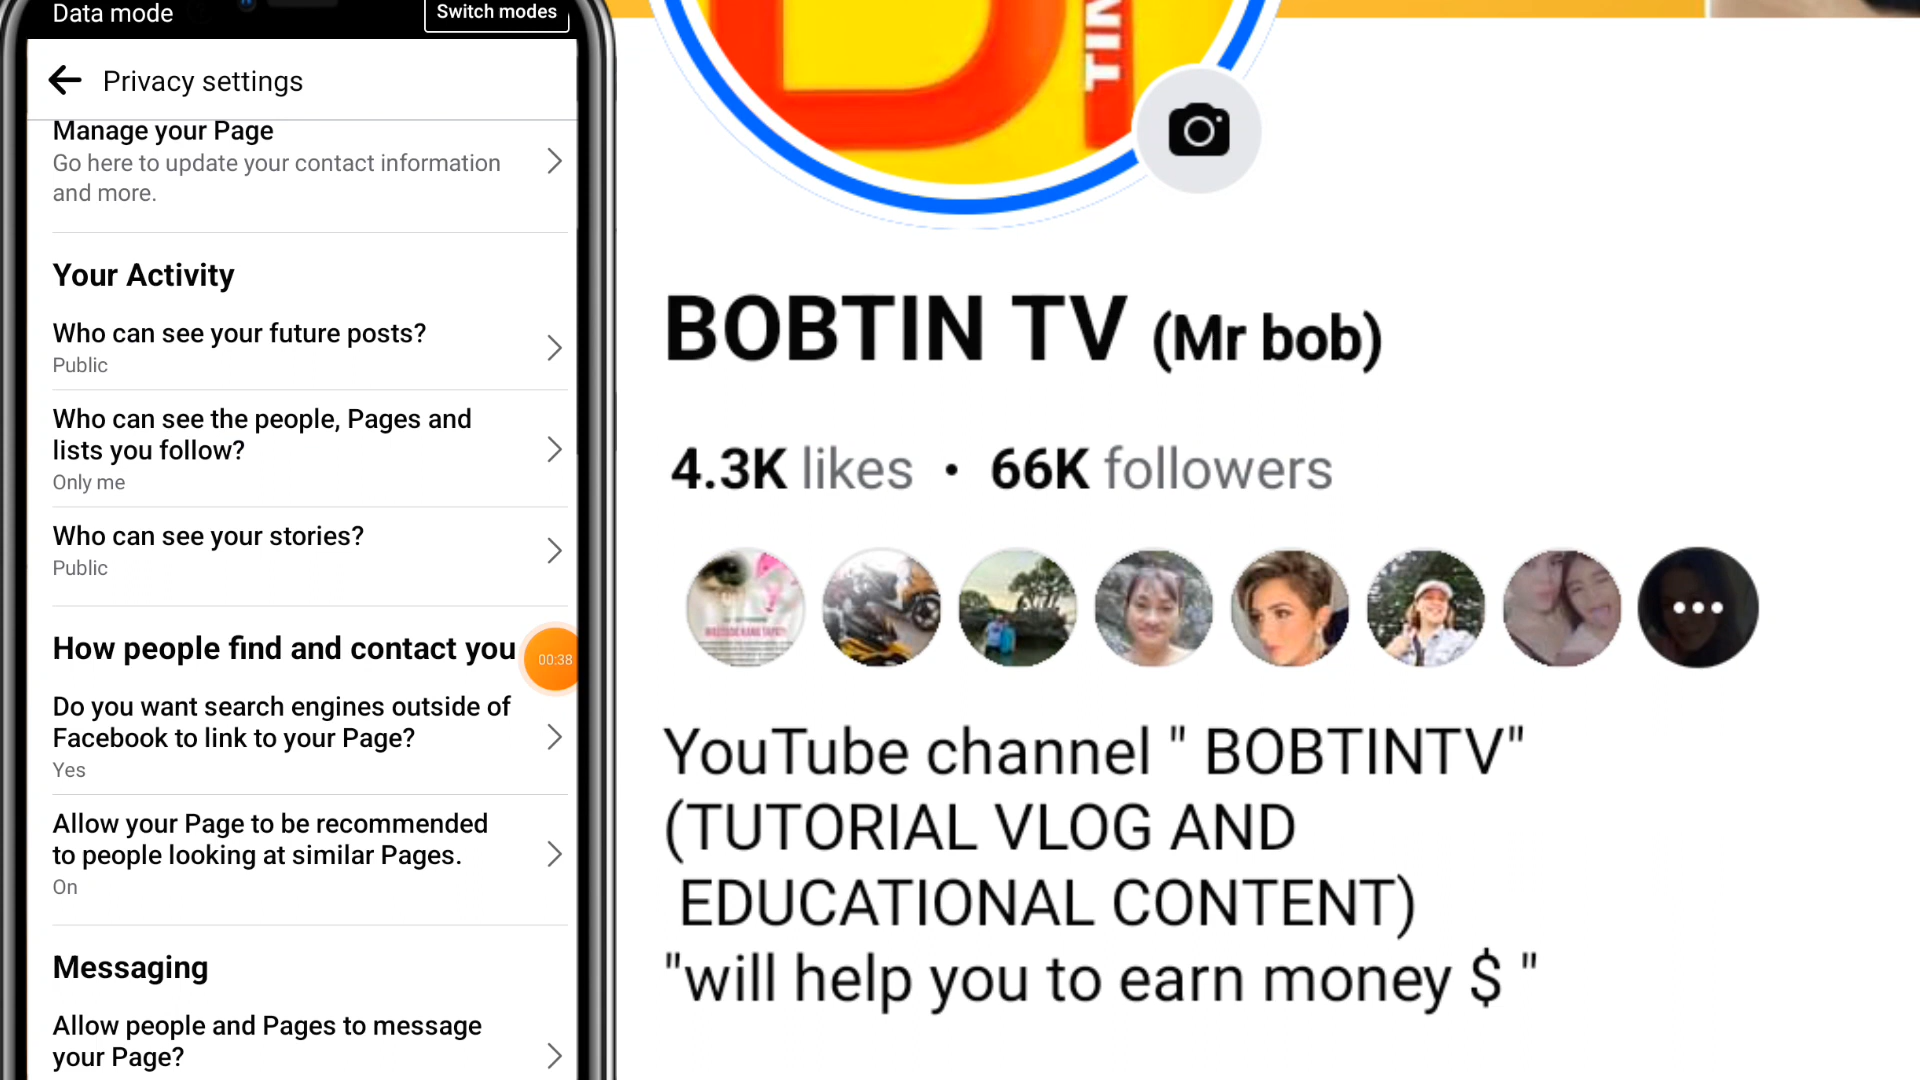 Data mode
Switch modes
Privacy settings
Manage your Page
Go here to update your contact information
and more.
Your Activity
Who can see your future posts?
Public
Who can see the people, Pages and
lists you follow?
Only me
Who can see your stories?
Public
How people find and contact you
00:38
Do you want search engines outside of
Facebook to link to your Page?
Yes
Allow your Page to be recommended
to people looking at similar Pages.
On
Messaging
Allow people and Pages to message
your Page?
TIN
BOBTIN TV (Mr bob)
4.3K likes • 66K followers
YouTube channel " BOBTINTV"
(TUTORIAL VLOG AND
EDUCATIONAL CONTENT)
"will help you to earn money $ "